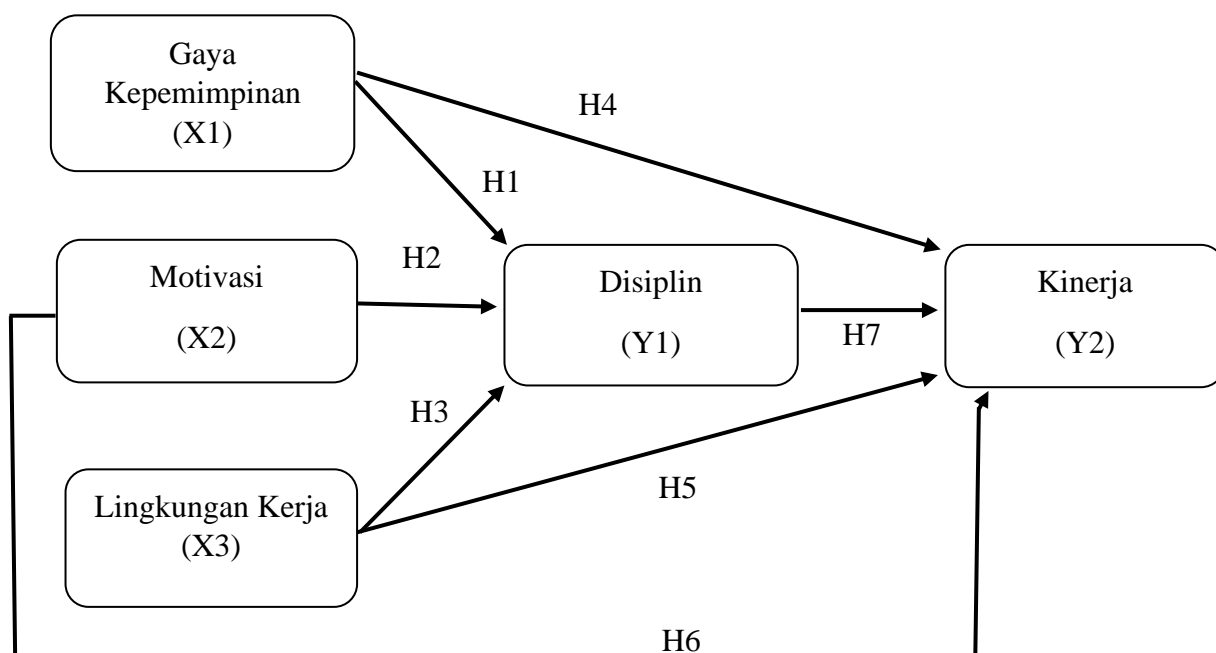 Gaya
Kepemimpinan
(X1)
H4
H1
Motivasi
(X2)
H2
Disiplin
(Y1)
Kinerja
(Y2)
H7
H3
Lingkungan Kerja
(X3)
H5
H6